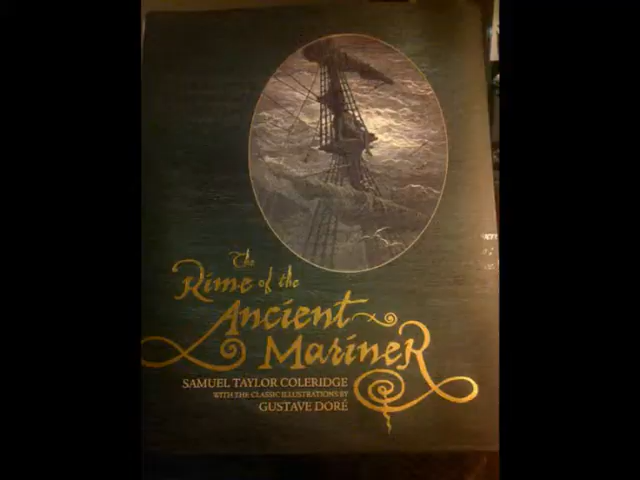 The
Rime of the
Ancient
Mariner
SAMUEL TAYLOR COLERIDGE
WITH THE CLASSIC ILLUSTRATIONS BY
GUSTAVE DORÉ